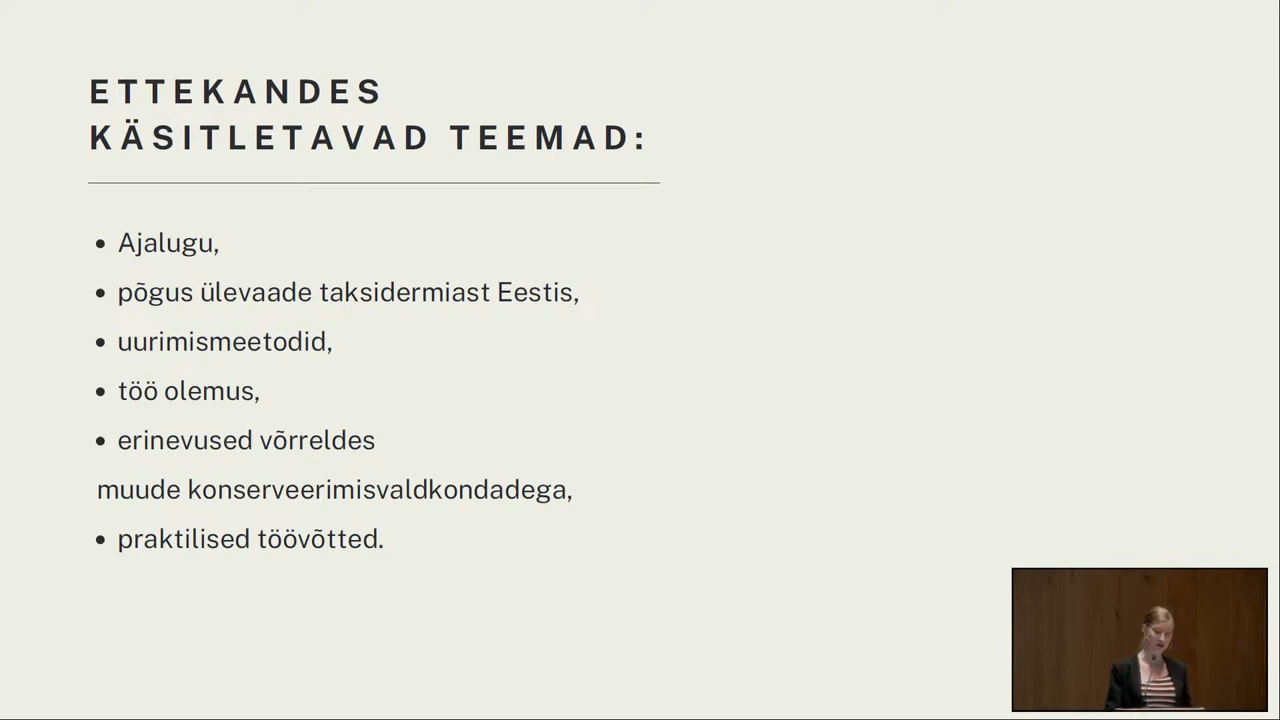 ETTEKANDES
KÄSITLETAVAD TEEMAD:
• Ajalugu,
• põgus ülevaade taksidermiast Eestis,
• uurimismeetodid,
• töö olemus,
• erinevused võrreldes
muude konserveerimisvaldkondadega,
• praktilised töövõtted.